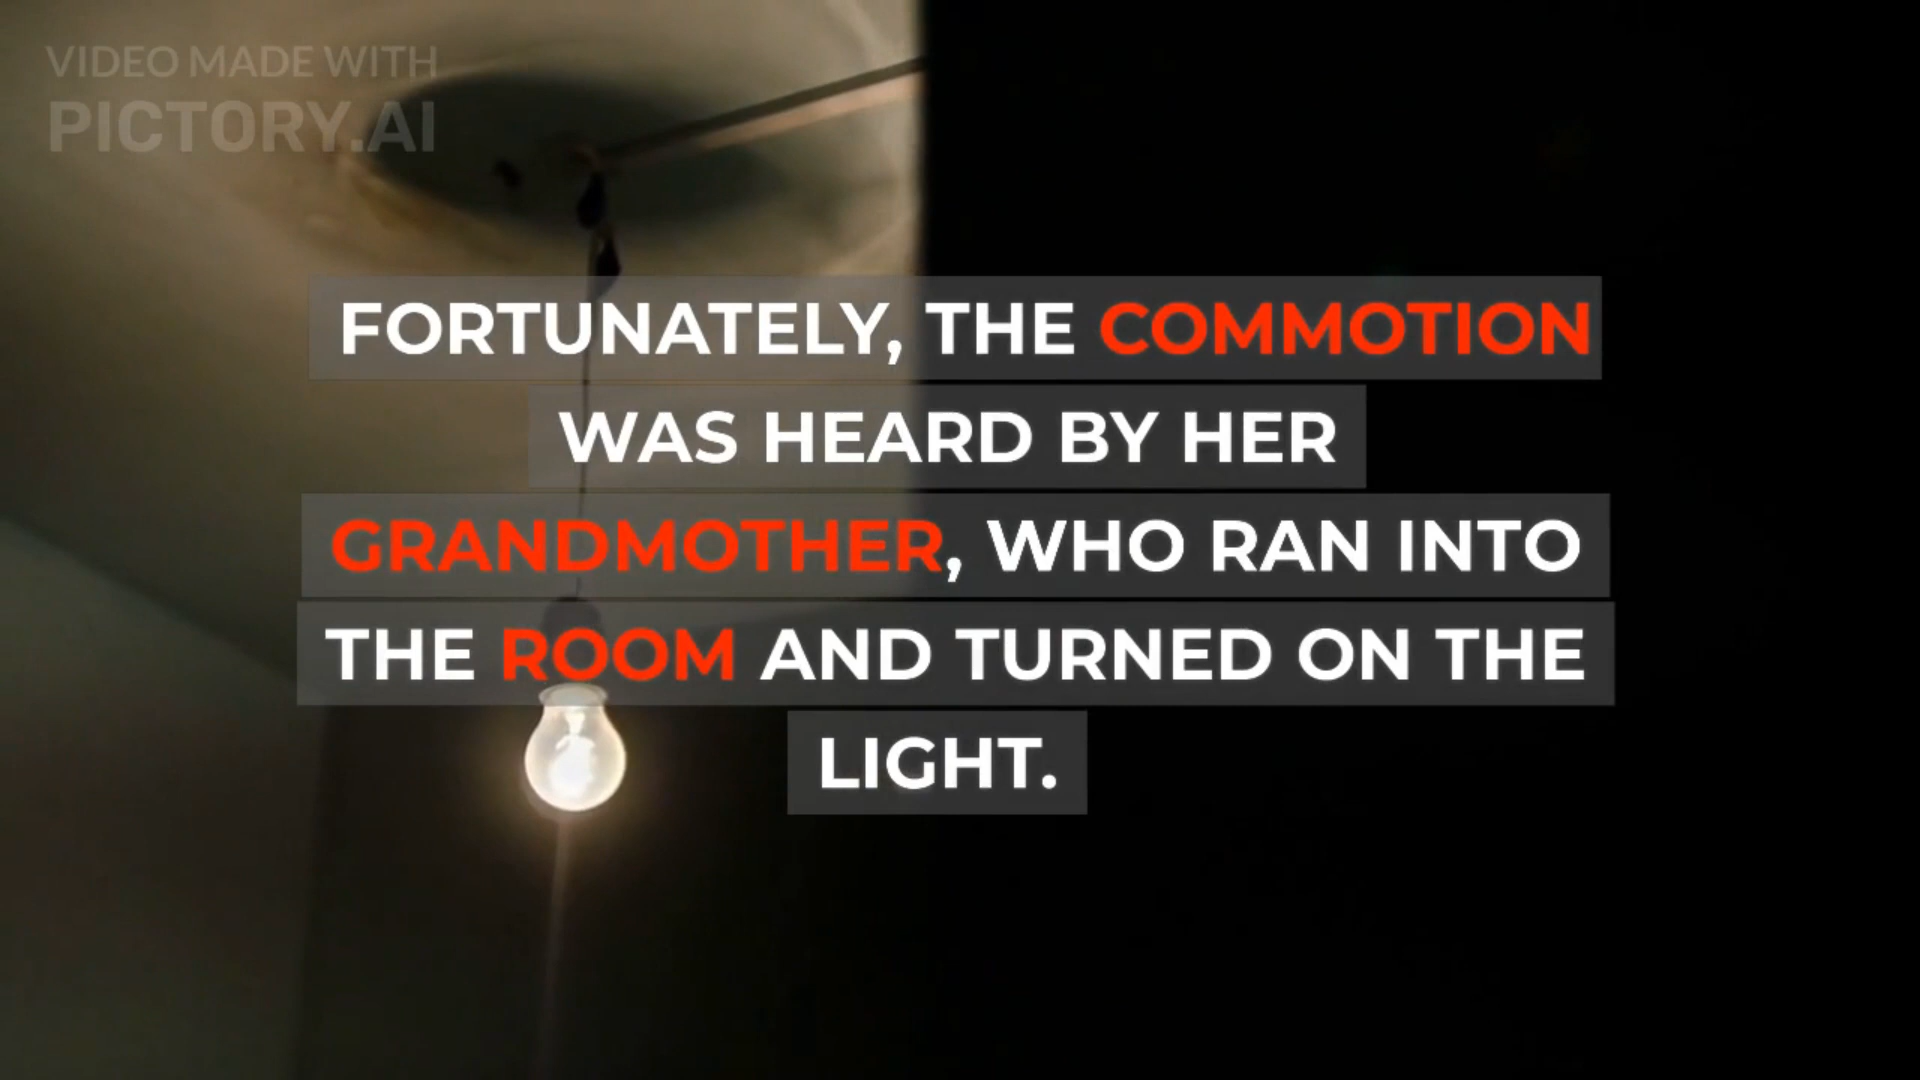 VIDEO MADE WITH
PICTORY.AI
FORTUNATELY, THE COMMOTION
WAS HEARD BY HER
GRANDMOTHER, WHO RAN INTO
THE ROOM AND TURNED ON THE
LIGHT.